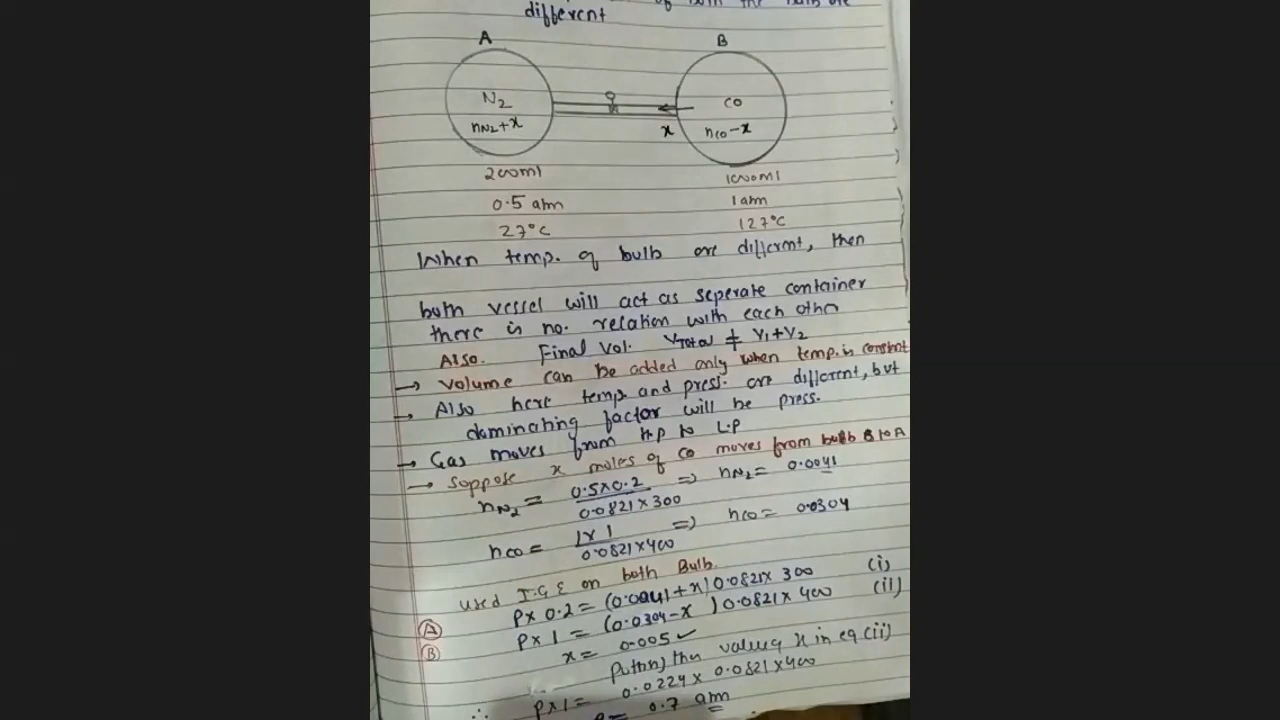 of both the bulb are
different
A B
N₂ CO
nN₂+x x nCO-x
200ml 1000ml
0.5 atm 1 atm
27°C 127°C
When temp. of bulb are different, then
both vessel will act as seperate container
there is no. relation with each other
Also. Final Vol. VTotal ≠ V₁+V₂
→ volume can be added only when temp. is constant
→ Also here temp. and press. are different, but
dominating factor will be press.
→ Gas moves from H.P to L.P
→ Suppose x moles of CO moves from bulb B to A
nN₂ = 0.5×0.2 / 0.0821×300 ⇒ nN₂ = 0.0041
nCO = 1×1 / 0.0821×400 ⇒ nCO = 0.0304
used I.G.E on both Bulb.
(A) P×0.2 = (0.0041+x)0.0821×300 (i)
(B) P×1 = (0.0304-x)0.0821×400 (ii)
x = 0.005 ✓
Putting the value of x in eq (ii)
∴ P×1 = 0.0224×0.0821×400
P = 0.7 atm